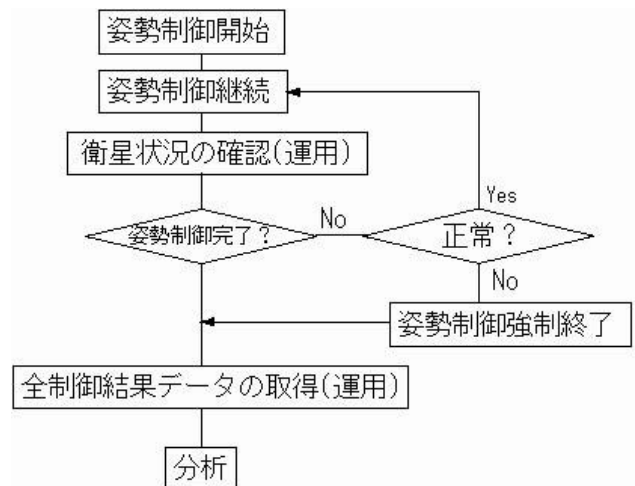 姿勢制御開始
姿勢制御継続
衛星状況の確認(運用)
Yes
姿勢制御完了？
No
正常？
No
姿勢制御強制終了
全制御結果データの取得(運用)
分析